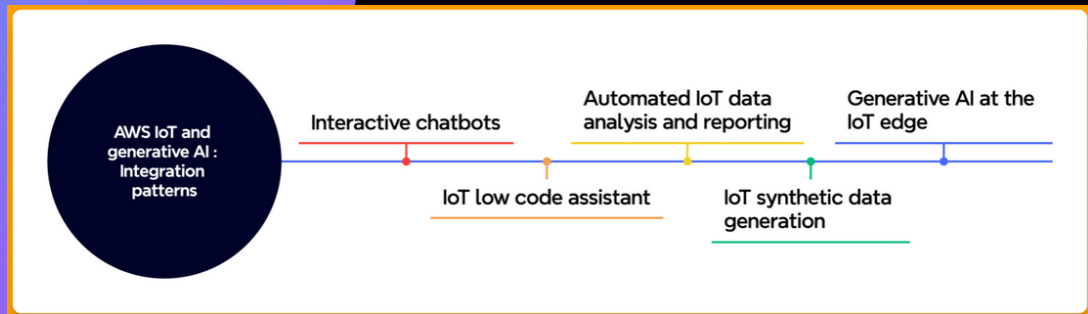 AWS IoT and
generative AI :
Integration
patterns
Interactive chatbots
IoT low code assistant
Automated IoT data
analysis and reporting
IoT synthetic data
generation
Generative AI at the
IoT edge